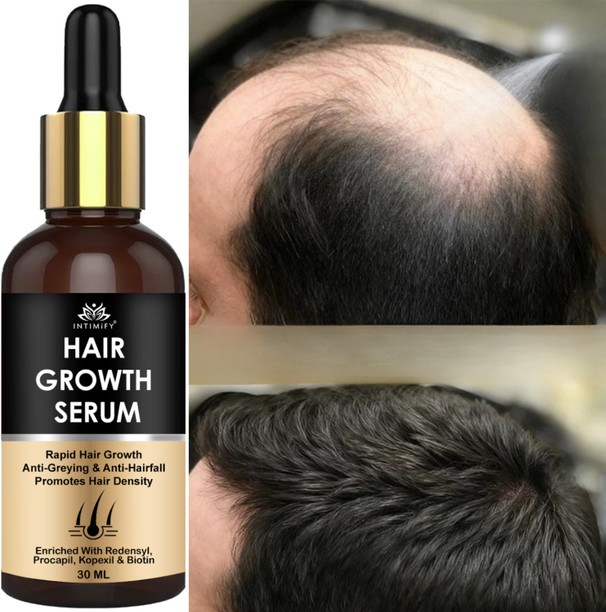 INTIMIFY®
HAIR
GROWTH
SERUM
Rapid Hair Growth
Anti-Greying & Anti-Hairfall
Promotes Hair Density
Enriched With Redensyl,
Procapil, Kopexil & Biotin
30 ML